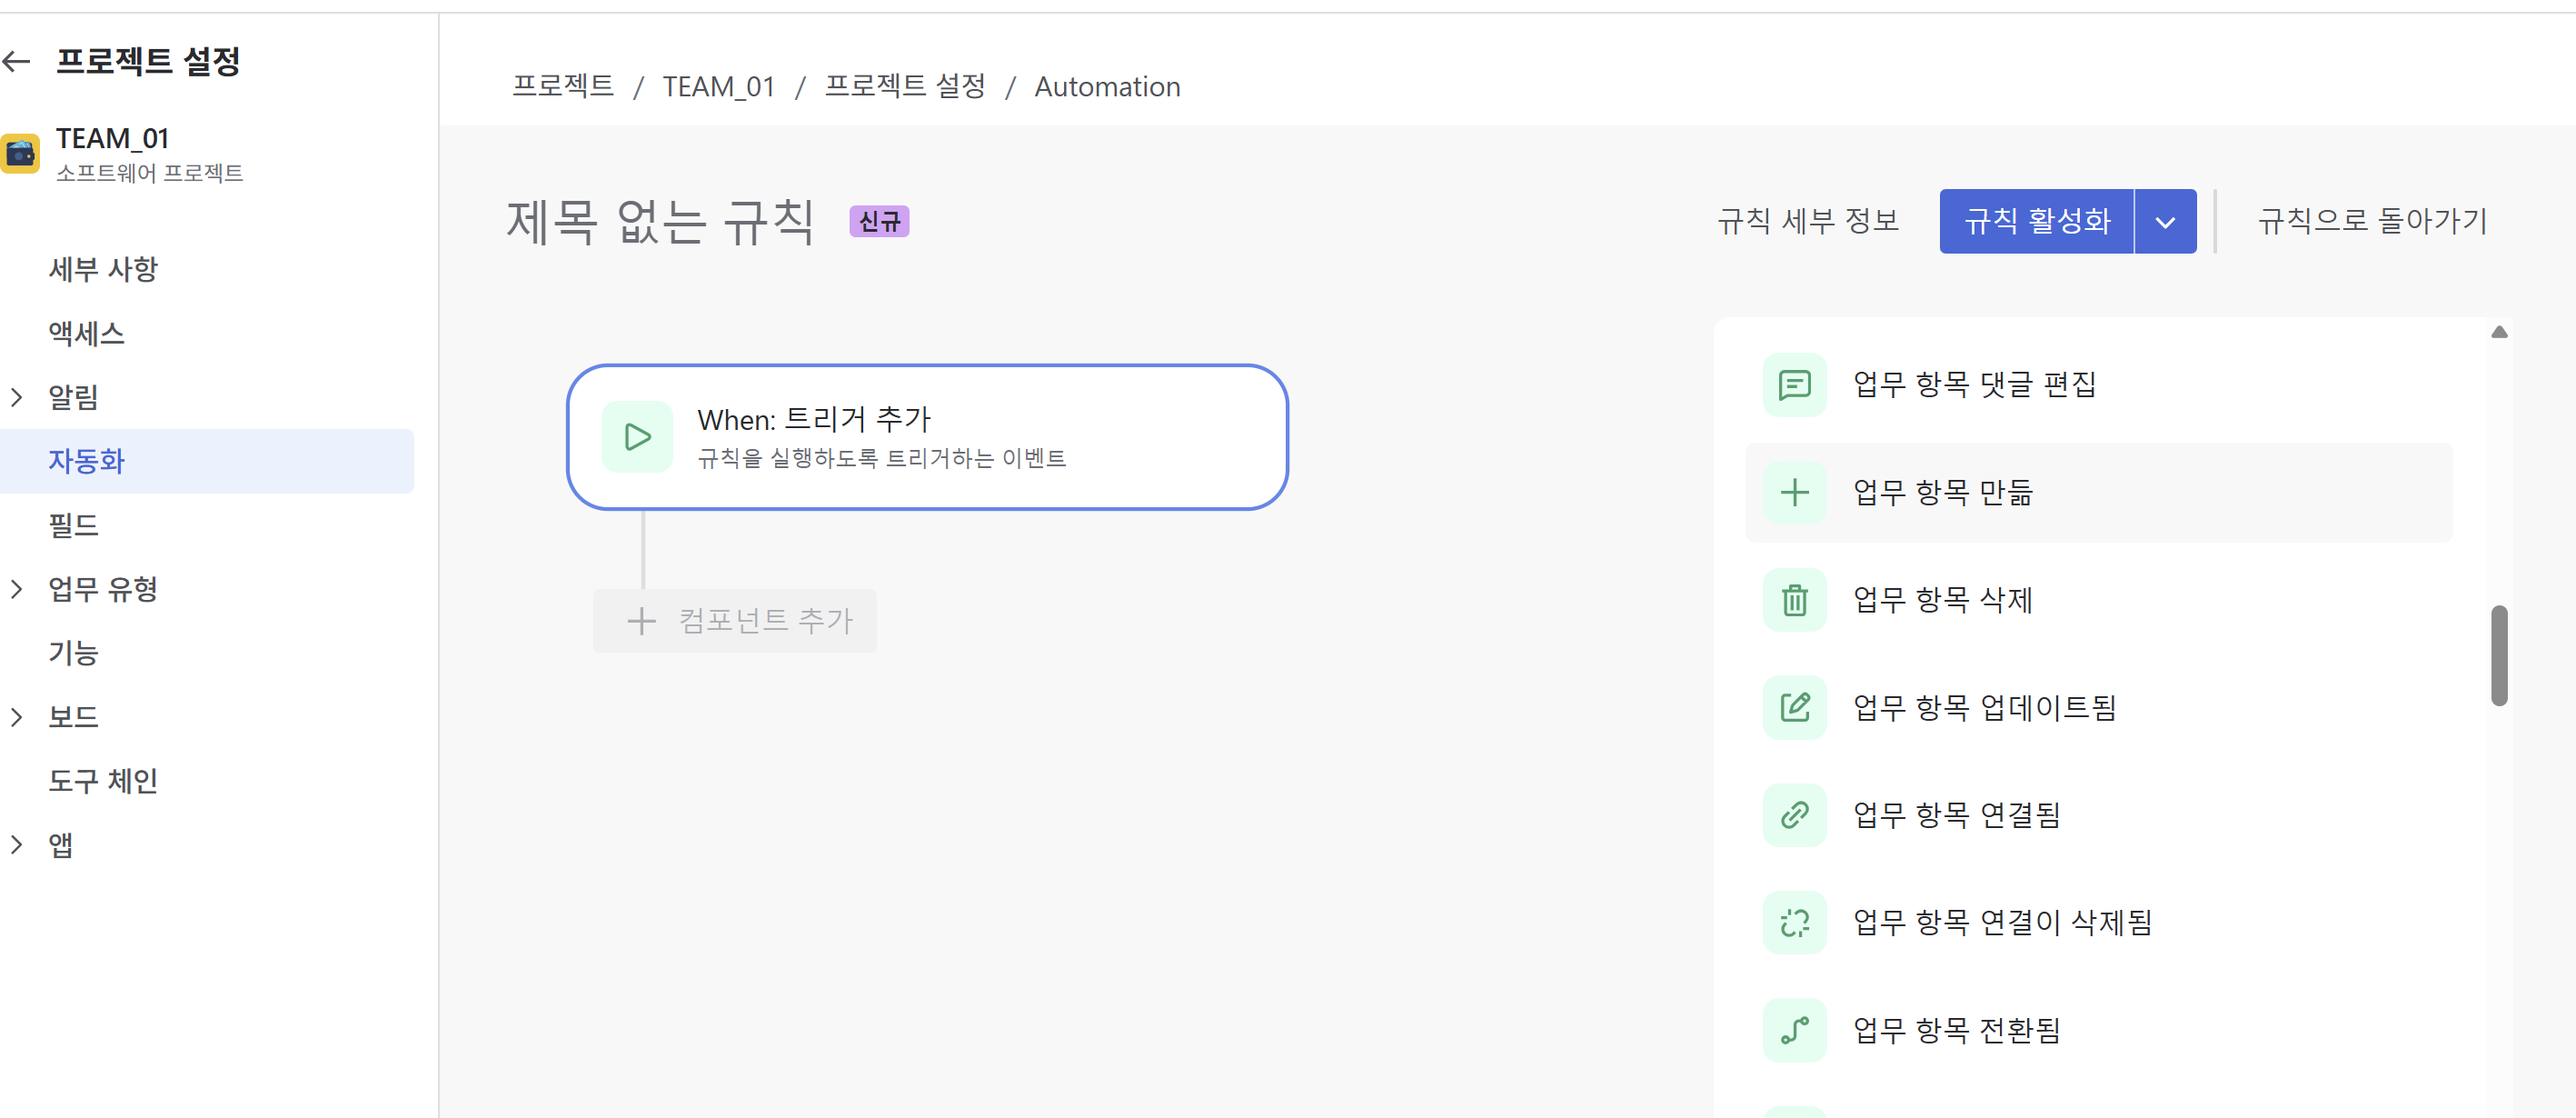 프로젝트 설정
TEAM_01
소프트웨어 프로젝트
세부 사항
액세스
알림
자동화
필드
업무 유형
기능
보드
도구 체인
앱
프로젝트 / TEAM_01 / 프로젝트 설정 / Automation
제목 없는 규칙 신규
규칙 세부 정보 규칙 활성화 규칙으로 돌아가기
When: 트리거 추가
규칙을 실행하도록 트리거하는 이벤트
컴포넌트 추가
업무 항목 댓글 편집
업무 항목 만듦
업무 항목 삭제
업무 항목 업데이트됨
업무 항목 연결됨
업무 항목 연결이 삭제됨
업무 항목 전환됨